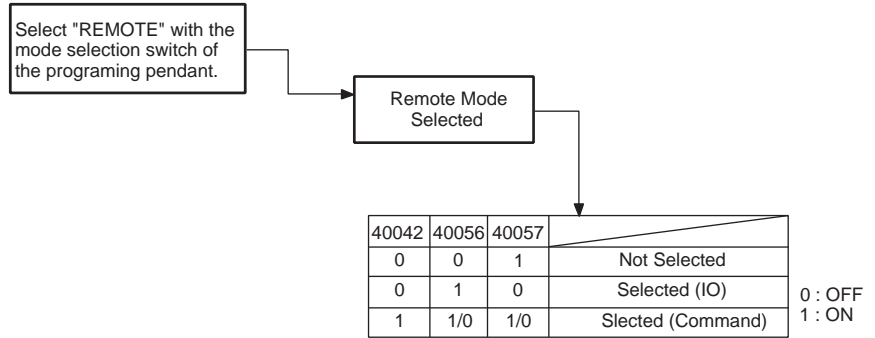 Select "REMOTE" with the
mode selection switch of
the programing pendant.
Remote Mode
Selected
40042 40056 40057
0 0 1 Not Selected
0 1 0 Selected (IO)
1 1/0 1/0 Slected (Command)
0 : OFF
1 : ON